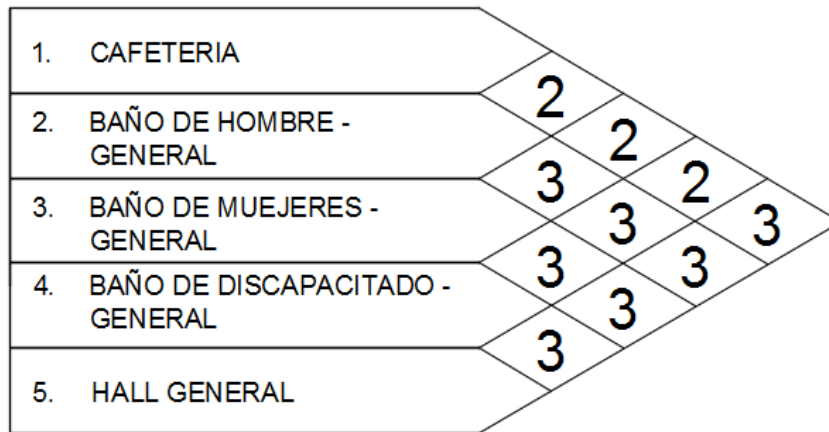 1. CAFETERIA
2. BAÑO DE HOMBRE -
GENERAL
3. BAÑO DE MUEJERES -
GENERAL
4. BAÑO DE DISCAPACITADO -
GENERAL
5. HALL GENERAL
2
2
3
2
3
3
3
3
3
3